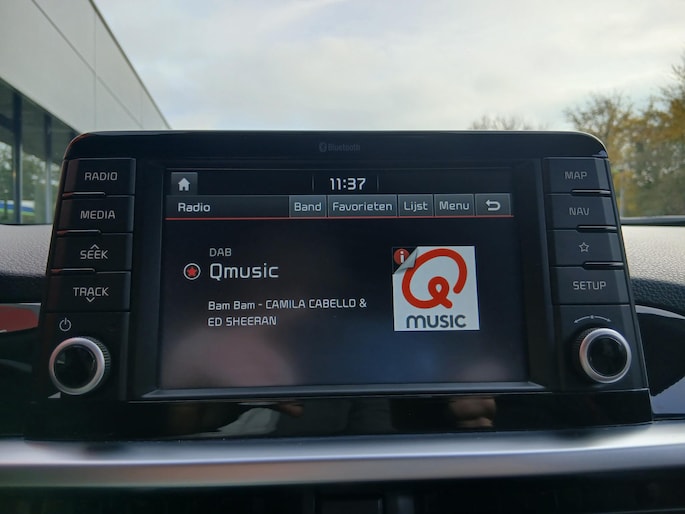 Bluetooth
RADIO
MEDIA
SEEK
TRACK
11:37
Radio
Band
Favorieten
Lijst
Menu
DAB
Qmusic
Bam Bam - CAMILA CABELLO &
ED SHEERAN
i
Q
MUSIC
MAP
NAV
SETUP